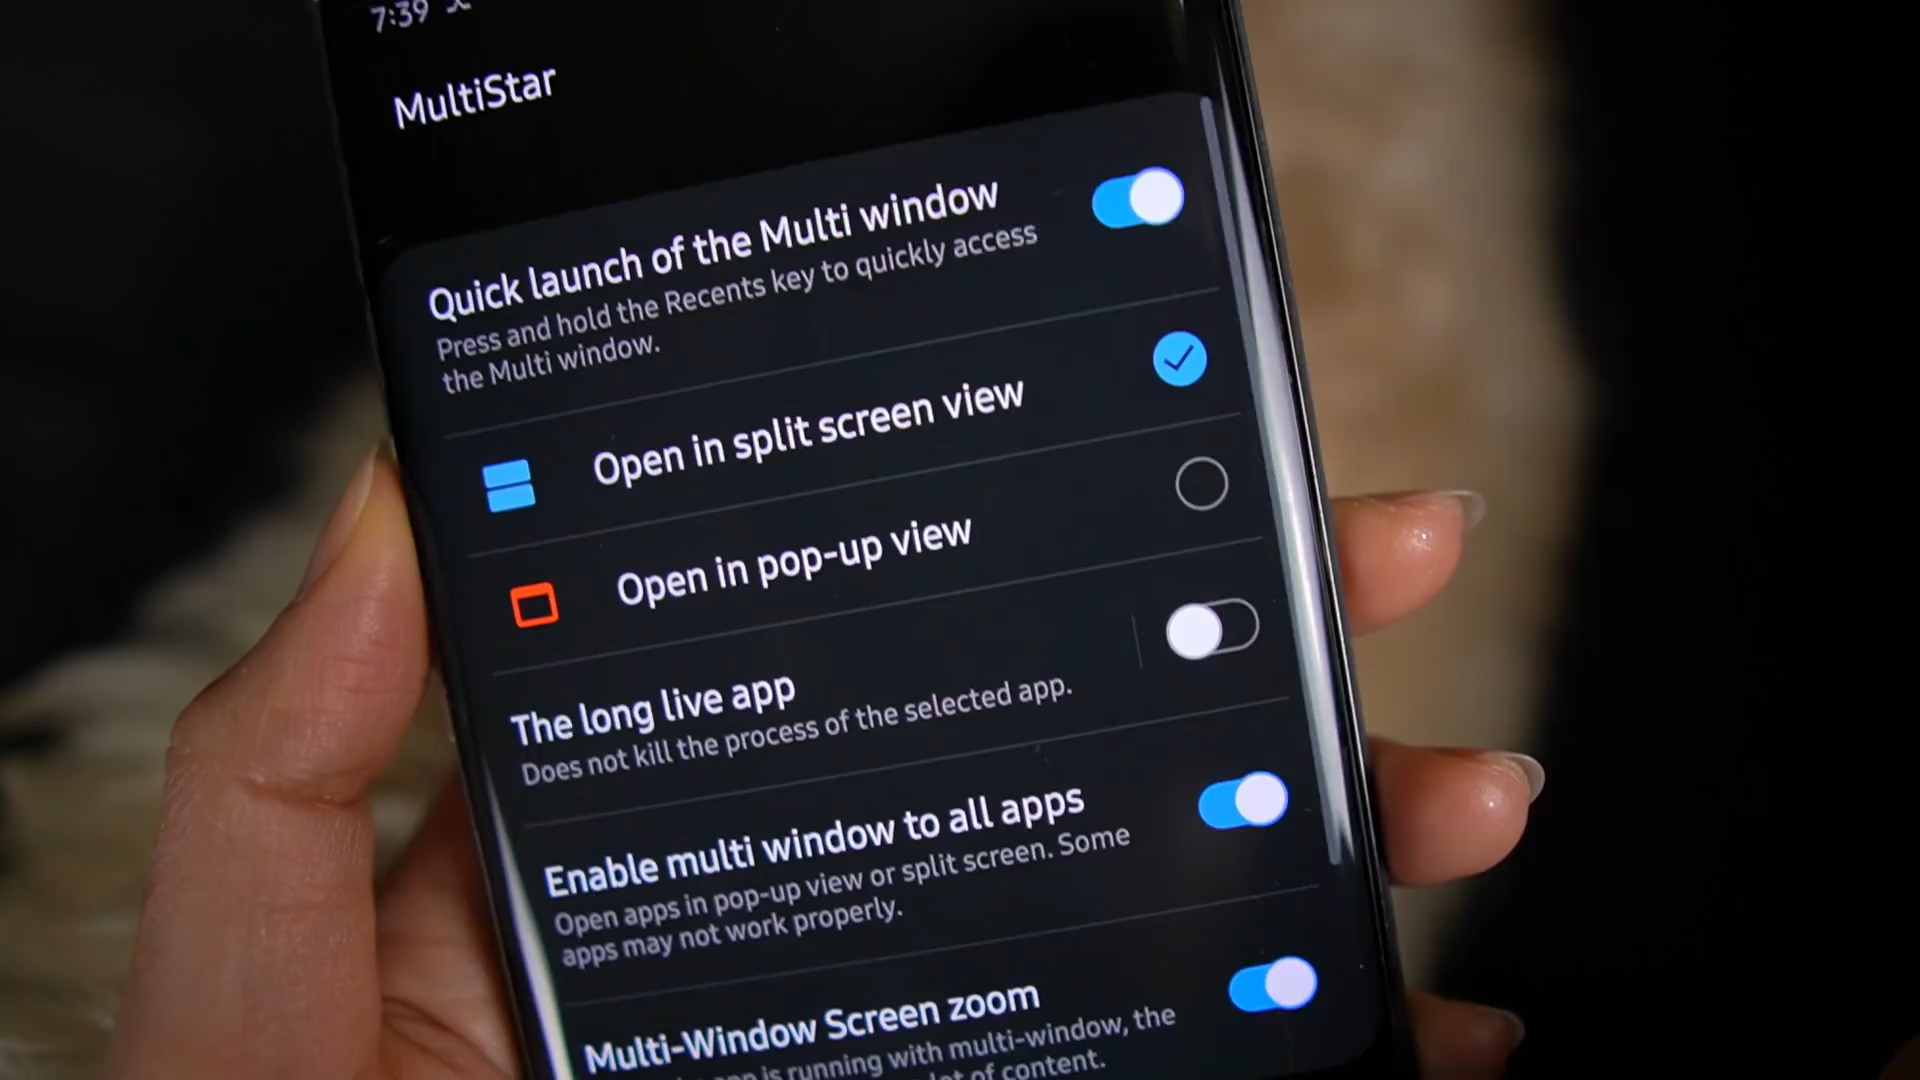 7:39
MultiStar
Quick launch of the Multi window
Press and hold the Recents key to quickly access
the Multi window.
Open in split screen view
Open in pop-up view
The long live app
Does not kill the process of the selected app.
Enable multi window to all apps
Open apps in pop-up view or split screen. Some
apps may not work properly.
Multi-Window Screen zoom
is running with multi-window, the
of content.